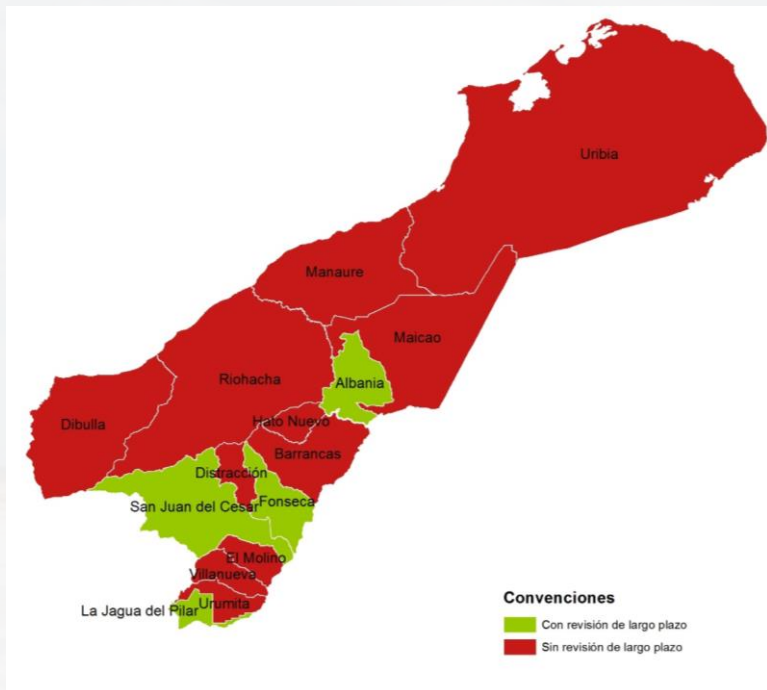 Uribia
Manaure
Maicao
Riohacha
Albania
Dibulla
Hato Nuevo
Barrancas
Distracción
Fonseca
San Juan del Cesar
El Molino
Villanueva
Urumita
La Jagua del Pilar
Convenciones
Con revisión de largo plazo
Sin revisión de largo plazo